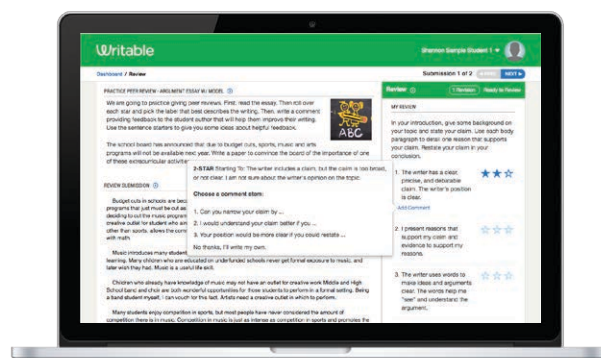 Writable
Shannon Sample Student 1
Dashboard / Review
Submission 1 of 2
NEXT
PRACTICE PEER REVIEW - ARGUMENT ESSAY W/ MODEL
We are going to practice giving peer reviews. First, read the essay. Then roll over
each star and pick the label that best describes the writing. Then, write a comment
providing feedback to the student author that will help them improve their writing.
Use the sentence starters to give you some ideas about helpful feedback.
ABC
The school board has announced that due to budget cuts, sports, music and arts
programs will not be available next year. Write a paper to convince the board of the importance of one
of these extracurricular activities
2-STAR Starting To: The writer includes a claim, but the claim is too broad,
or not clear. I am not sure about the writer's opinion on the topic.
Choose a comment stem:
1. Can you narrow your claim by ...
2. I would understand your claim better if you ...
3. Your position would be more clear if you could restate ...
No thanks, I'll write my own.
REVIEW SUBMISSION
Budget cuts in schools are
programs that just must be cut
deciding to cut the music program
creative outlet for student who
other than sports, allows the
with math.
Music introduces many student
learning. Many children who are educated in underfunded schools never get formal exposure to music, and
later wish they had. Music is a useful life skill.
Children who already have knowledge of music may not have an outlet for creative work Middle and High
School band and choir are both wonderful opportunities for those students to perform in a formal setting. Being
a band student myself, I can vouch for this fact. Artists need a creative outlet in which to perform.
Many students enjoy competition in sports, but most people have never considered the amount of
competition there is in music. Competition in music is just as intense as competition in sports and promotes the
Review
1 Revision
Ready to Review
MY REVIEW
In your introduction, give some background on
your topic and state your claim. Use each body
paragraph to detail one reason that supports
your claim. Restate your claim in your
conclusion.
1. The writer has a clear,
precise, and debatable
claim. The writer's position
is clear.
Add Comment
2. I present reasons that
support my claim and
evidence to support my
reasons.
3. The writer uses words to
make ideas and arguments
clear. The words help me
"see" and understand the
argument.